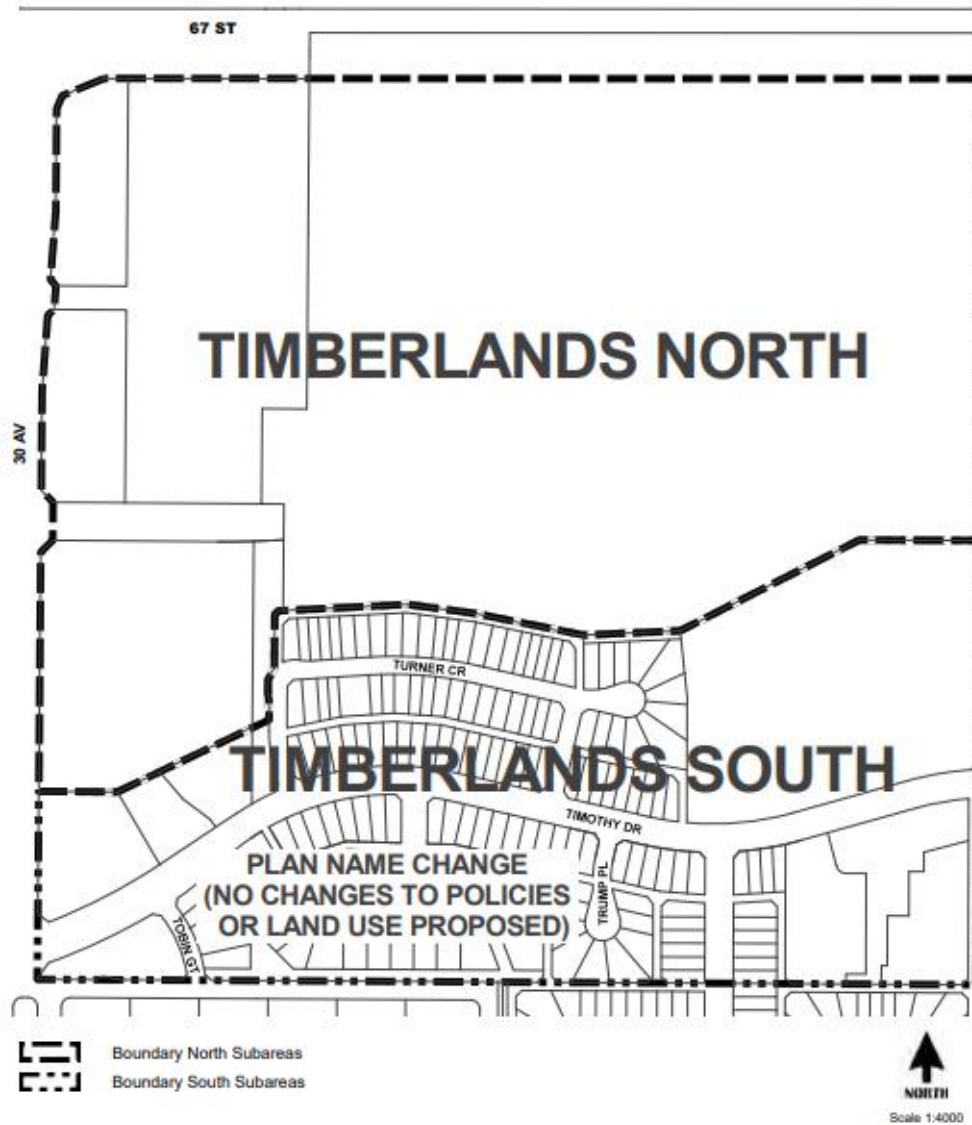 67 ST
TIMBERLANDS NORTH
30 AV
TURNER CR
TIMBERLANDS SOUTH
TIMOTHY DR
PLAN NAME CHANGE
(NO CHANGES TO POLICIES
OR LAND USE PROPOSED)
TRUMP PL
TOBIN GT
Boundary North Subareas
Boundary South Subareas
NORTH
Scale 1:4000